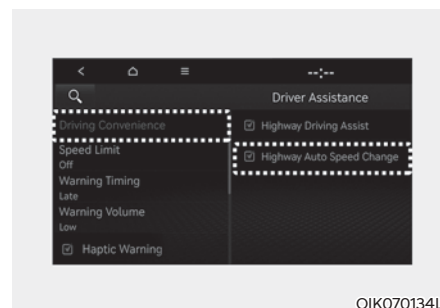 --:--
Driver Assistance
Driving Convenience
Speed Limit
Off
Warning Timing
Late
Warning Volume
Low
Haptic Warning
Highway Driving Assist
Highway Auto Speed Change
OIK070134L